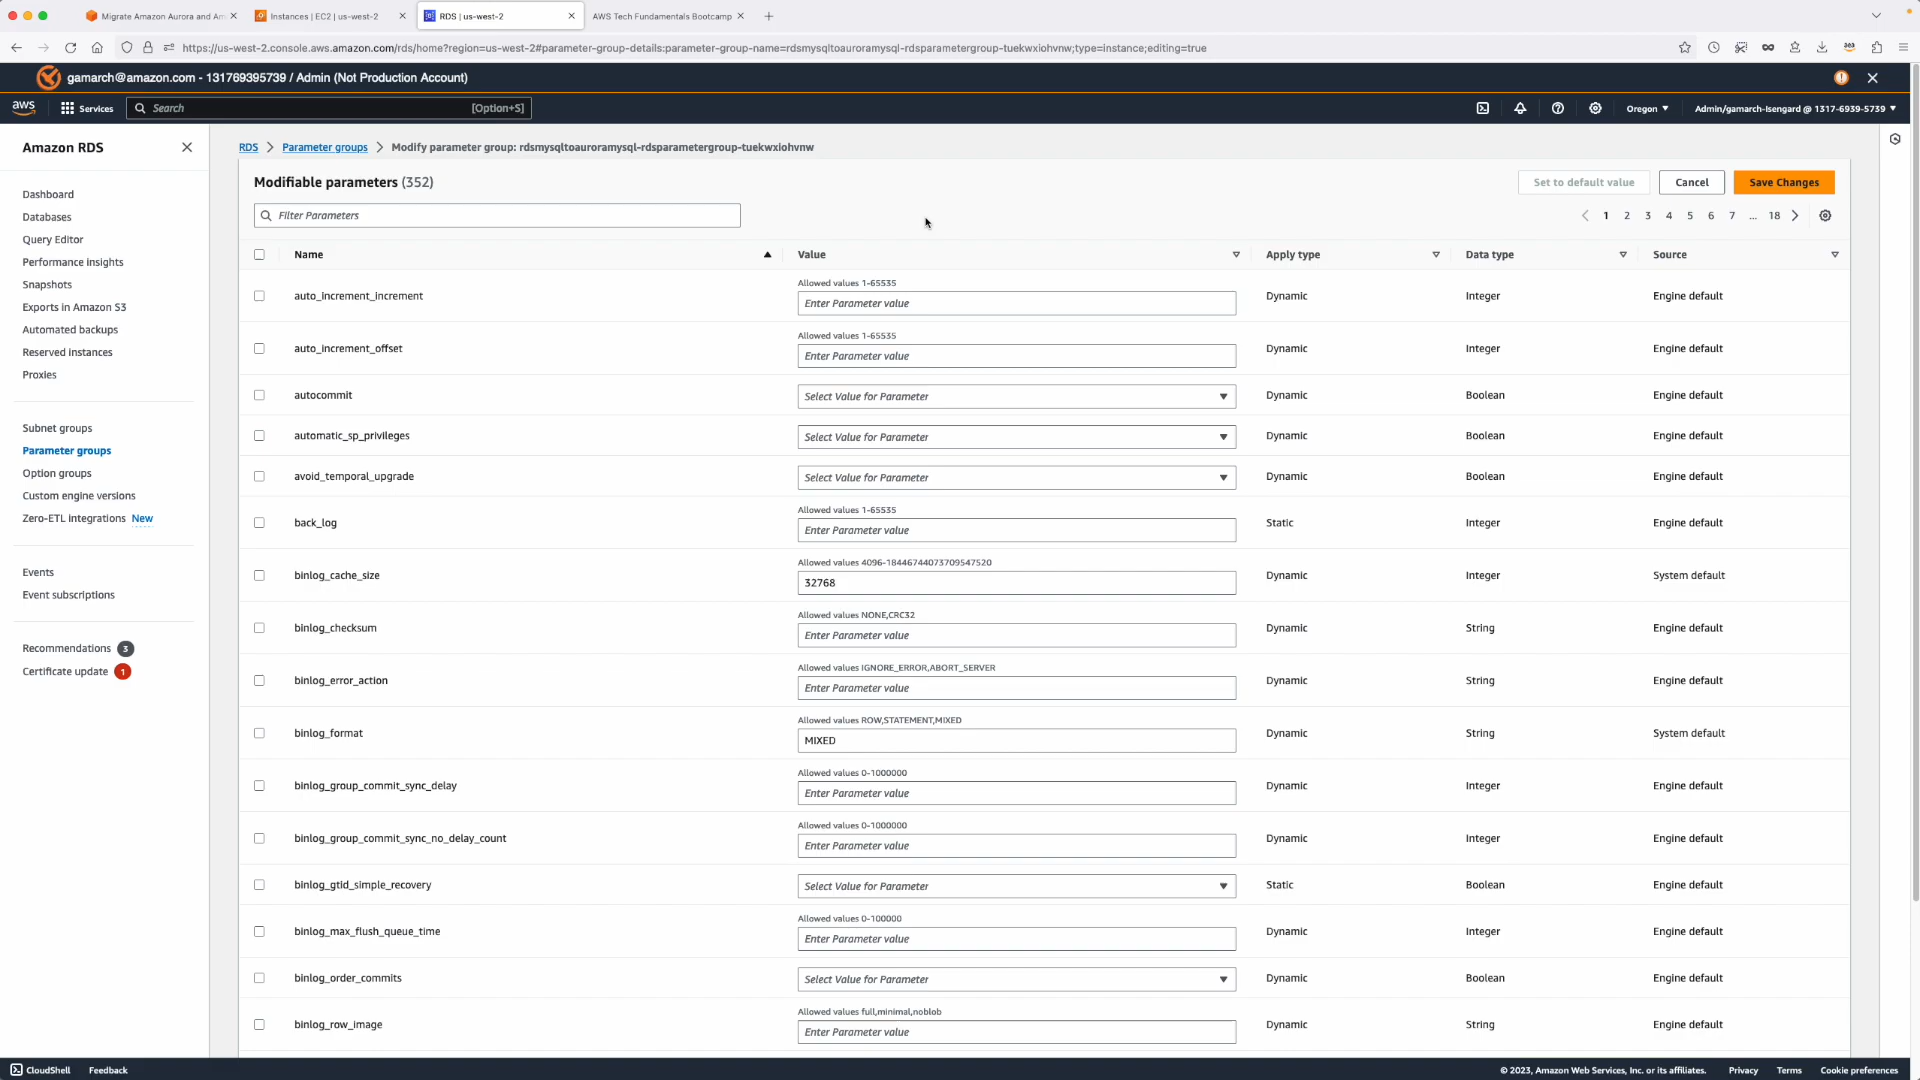 Migrate Amazon Aurora and Am
Instances | EC2 | us-west-2
RDS | us-west-2
AWS Tech Fundamentals Bootcamp
https://us-west-2.console.aws.amazon.com/rds/home?region=us-west-2#parameter-group-details:parameter-group-name=rdsmysqltoauroramysql-rdsparametergroup-tuekwxiohvnw;type=instance;editing=true
gamarch@amazon.com - 131769395739 / Admin (Not Production Account)
aws Services Search [Option+S] Oregon Admin/gamarch-Isengard @ 1317-6939-5739
Amazon RDS
Dashboard
Databases
Query Editor
Performance insights
Snapshots
Exports in Amazon S3
Automated backups
Reserved instances
Proxies
Subnet groups
Parameter groups
Option groups
Custom engine versions
Zero-ETL integrations New
Events
Event subscriptions
Recommendations 3
Certificate update 1
RDS > Parameter groups > Modify parameter group: rdsmysqltoauroramysql-rdsparametergroup-tuekwxiohvnw
Modifiable parameters (352)
Set to default value Cancel Save Changes
Filter Parameters
1 2 3 4 5 6 7 ... 18
Name Value Apply type Data type Source
Allowed values 1-65535
auto_increment_increment Enter Parameter value Dynamic Integer Engine default
Allowed values 1-65535
auto_increment_offset Enter Parameter value Dynamic Integer Engine default
autocommit Select Value for Parameter Dynamic Boolean Engine default
automatic_sp_privileges Select Value for Parameter Dynamic Boolean Engine default
avoid_temporal_upgrade Select Value for Parameter Dynamic Boolean Engine default
Allowed values 1-65535
back_log Enter Parameter value Static Integer Engine default
Allowed values 4096-18446744073709547520
binlog_cache_size 32768 Dynamic Integer System default
Allowed values NONE,CRC32
binlog_checksum Enter Parameter value Dynamic String Engine default
Allowed values IGNORE_ERROR,ABORT_SERVER
binlog_error_action Enter Parameter value Dynamic String Engine default
Allowed values ROW,STATEMENT,MIXED
binlog_format MIXED Dynamic String System default
Allowed values 0-1000000
binlog_group_commit_sync_delay Enter Parameter value Dynamic Integer Engine default
Allowed values 0-1000000
binlog_group_commit_sync_no_delay_count Enter Parameter value Dynamic Integer Engine default
binlog_gtid_simple_recovery Select Value for Parameter Static Boolean Engine default
Allowed values 0-100000
binlog_max_flush_queue_time Enter Parameter value Dynamic Integer Engine default
binlog_order_commits Select Value for Parameter Dynamic Boolean Engine default
Allowed values full,minimal,noblob
binlog_row_image Enter Parameter value Dynamic String Engine default
CloudShell Feedback © 2023, Amazon Web Services, Inc. or its affiliates. Privacy Terms Cookie preferences